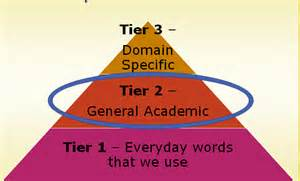 Tier 3 –
Domain
Specific
Tier 2 –
General Academic
Tier 1 – Everyday words
that we use